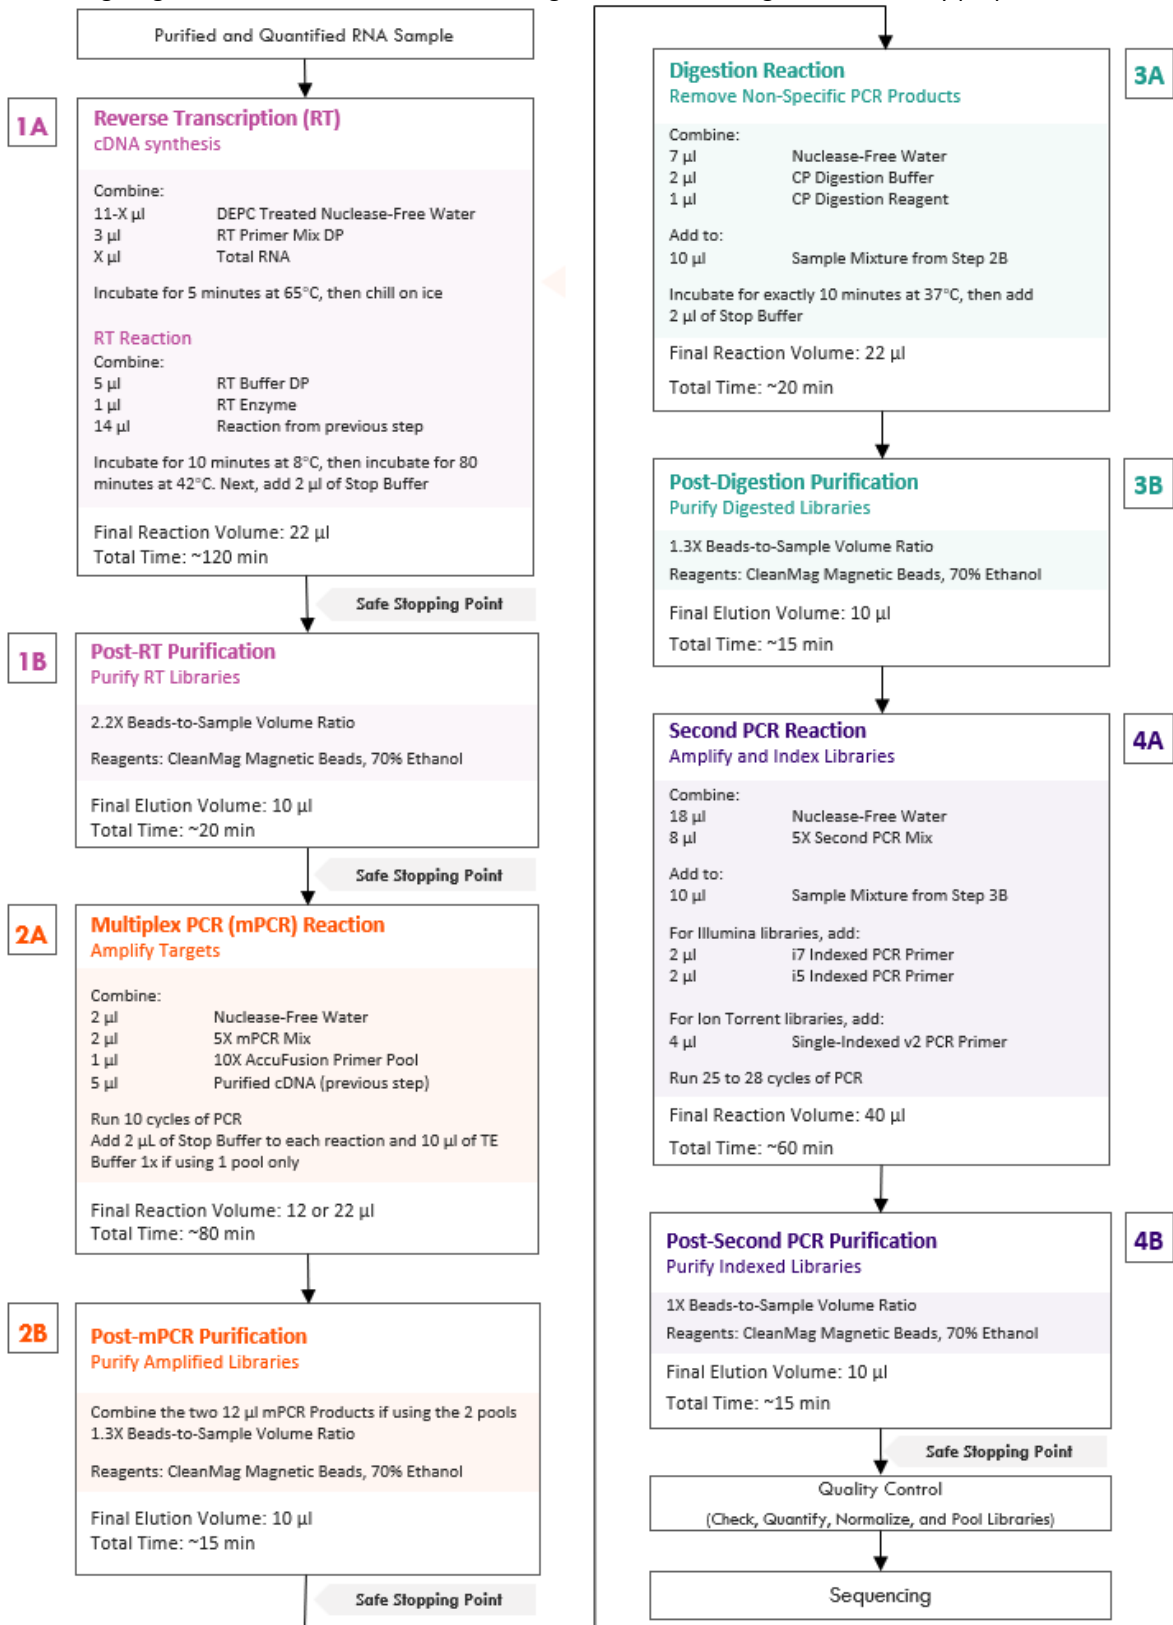 Purified and Quantified RNA Sample
1A
Reverse Transcription (RT)
cDNA synthesis
Combine:
11-X µl DEPC Treated Nuclease-Free Water
3 µl RT Primer Mix DP
X µl Total RNA
Incubate for 5 minutes at 65°C, then chill on ice
RT Reaction
Combine:
5 µl RT Buffer DP
1 µl RT Enzyme
14 µl Reaction from previous step
Incubate for 10 minutes at 8°C, then incubate for 80
minutes at 42°C. Next, add 2 µl of Stop Buffer
Final Reaction Volume: 22 µl
Total Time: ~120 min
Safe Stopping Point
1B
Post-RT Purification
Purify RT Libraries
2.2X Beads-to-Sample Volume Ratio
Reagents: CleanMag Magnetic Beads, 70% Ethanol
Final Elution Volume: 10 µl
Total Time: ~20 min
Safe Stopping Point
2A
Multiplex PCR (mPCR) Reaction
Amplify Targets
Combine:
2 µl Nuclease-Free Water
2 µl 5X mPCR Mix
1 µl 10X AccuFusion Primer Pool
5 µl Purified cDNA (previous step)
Run 10 cycles of PCR
Add 2 µL of Stop Buffer to each reaction and 10 µl of TE
Buffer 1x if using 1 pool only
Final Reaction Volume: 12 or 22 µl
Total Time: ~80 min
2B
Post-mPCR Purification
Purify Amplified Libraries
Combine the two 12 µl mPCR Products if using the 2 pools
1.3X Beads-to-Sample Volume Ratio
Reagents: CleanMag Magnetic Beads, 70% Ethanol
Final Elution Volume: 10 µl
Total Time: ~15 min
Safe Stopping Point
3A
Digestion Reaction
Remove Non-Specific PCR Products
Combine:
7 µl Nuclease-Free Water
2 µl CP Digestion Buffer
1 µl CP Digestion Reagent
Add to:
10 µl Sample Mixture from Step 2B
Incubate for exactly 10 minutes at 37°C, then add
2 µl of Stop Buffer
Final Reaction Volume: 22 µl
Total Time: ~20 min
3B
Post-Digestion Purification
Purify Digested Libraries
1.3X Beads-to-Sample Volume Ratio
Reagents: CleanMag Magnetic Beads, 70% Ethanol
Final Elution Volume: 10 µl
Total Time: ~15 min
4A
Second PCR Reaction
Amplify and Index Libraries
Combine:
18 µl Nuclease-Free Water
8 µl 5X Second PCR Mix
Add to:
10 µl Sample Mixture from Step 3B
For Illumina libraries, add:
2 µl i7 Indexed PCR Primer
2 µl i5 Indexed PCR Primer
For Ion Torrent libraries, add:
4 µl Single-Indexed v2 PCR Primer
Run 25 to 28 cycles of PCR
Final Reaction Volume: 40 µl
Total Time: ~60 min
4B
Post-Second PCR Purification
Purify Indexed Libraries
1X Beads-to-Sample Volume Ratio
Reagents: CleanMag Magnetic Beads, 70% Ethanol
Final Elution Volume: 10 µl
Total Time: ~15 min
Safe Stopping Point
Quality Control
(Check, Quantify, Normalize, and Pool Libraries)
Sequencing